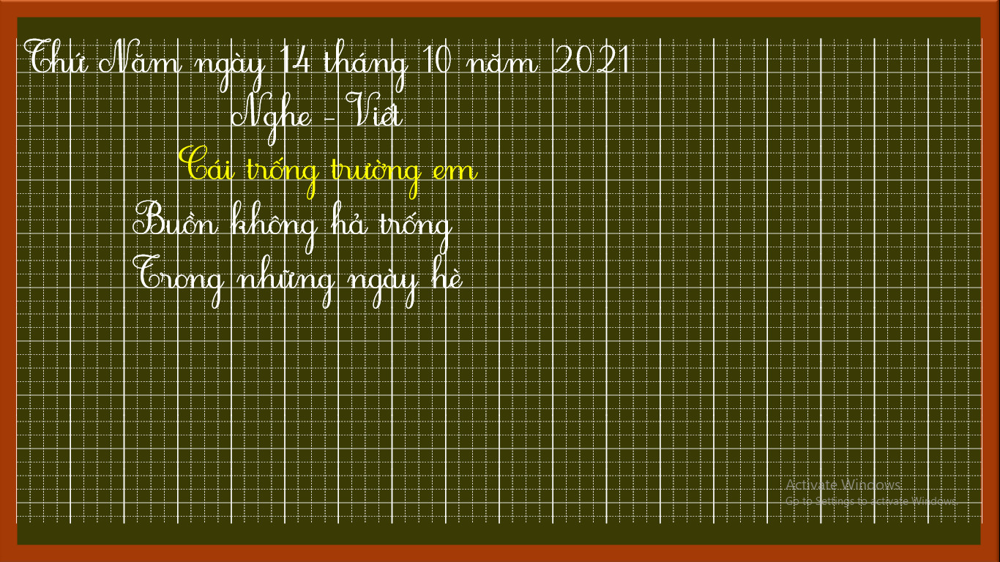 Thứ Năm ngày 14 tháng 10 năm 2021
Nghe - Viết
Cái trống trường em
Buồn không hả trống
Trong những ngày hè
Activate Windows
Go to Settings to activate Windows.